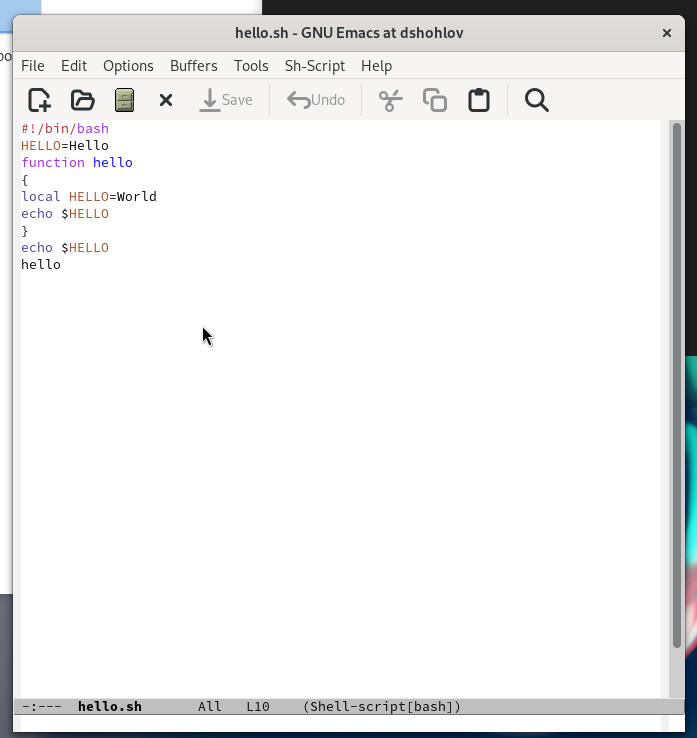 hello.sh - GNU Emacs at dshohlov
File Edit Options Buffers Tools Sh-Script Help
Save Undo
#!/bin/bash
HELLO=Hello
function hello
{
local HELLO=World
echo $HELLO
}
echo $HELLO
hello
-:--- hello.sh All L10 (Shell-script[bash])